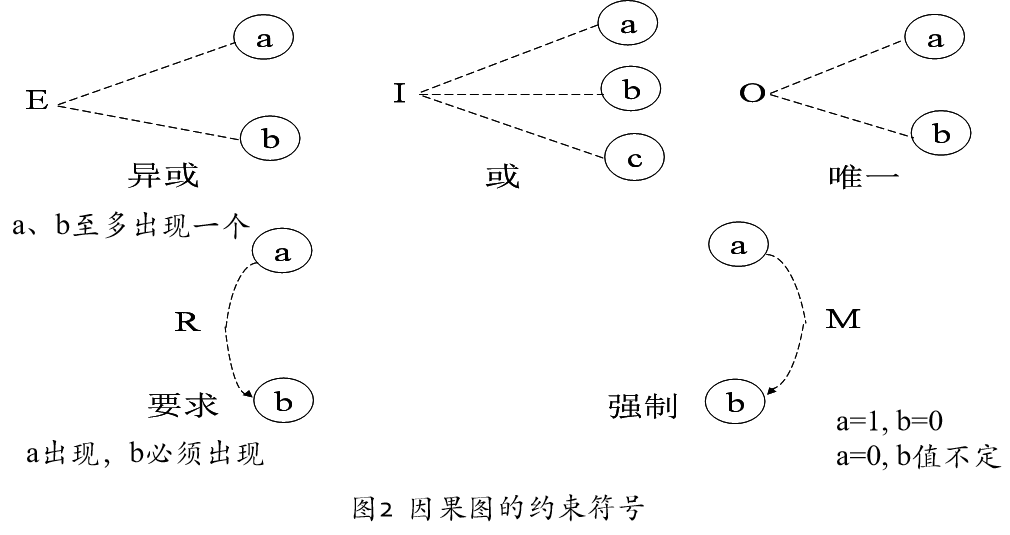 E
a
b
异或
a、b至多出现一个
I
a
b
c
或
O
a
b
唯一
R
a
b
要求
a出现，b必须出现
a
M
b
强制
a=1, b=0
a=0, b值不定
图2 因果图的约束符号